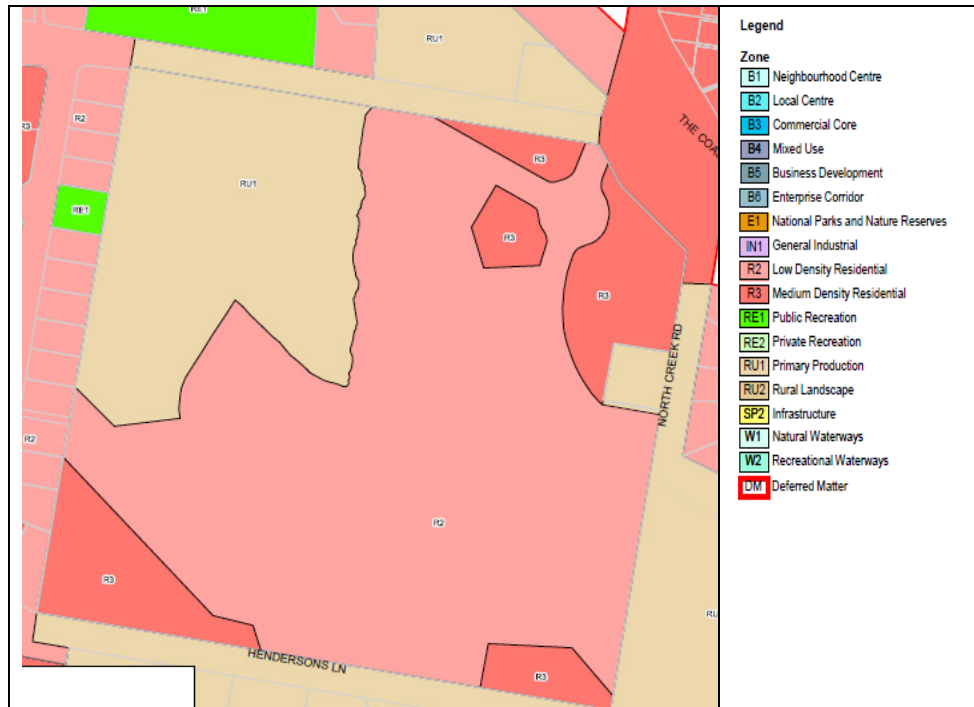 RE1
RU1
R2
R3
THE COA
RU1
R3
RE1
R3
R3
NORTH CREEK RD
R2
R2
R3
RU
HENDERSONS LN
R3
Legend
Zone
B1 Neighbourhood Centre
B2 Local Centre
B3 Commercial Core
B4 Mixed Use
B5 Business Development
B6 Enterprise Corridor
E1 National Parks and Nature Reserves
IN1 General Industrial
R2 Low Density Residential
R3 Medium Density Residential
RE1 Public Recreation
RE2 Private Recreation
RU1 Primary Production
RU2 Rural Landscape
SP2 Infrastructure
W1 Natural Waterways
W2 Recreational Waterways
DM Deferred Matter